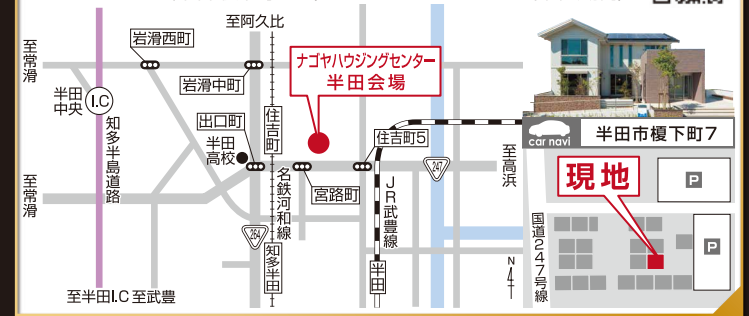 至阿久比
岩滑西町
至常滑
岩滑中町
ナゴヤハウジングセンター
半田会場
半田中央
I.C
知多半島道路
出口町
住吉町
半田高校
住吉町5
宮路町
247
至高浜
至常滑
名鉄河和線
JR武豊線
264
知多半田
半田
N
至半田I.C
至武豊
car navi
半田市榎下町7
現地
P
P
国道247号線